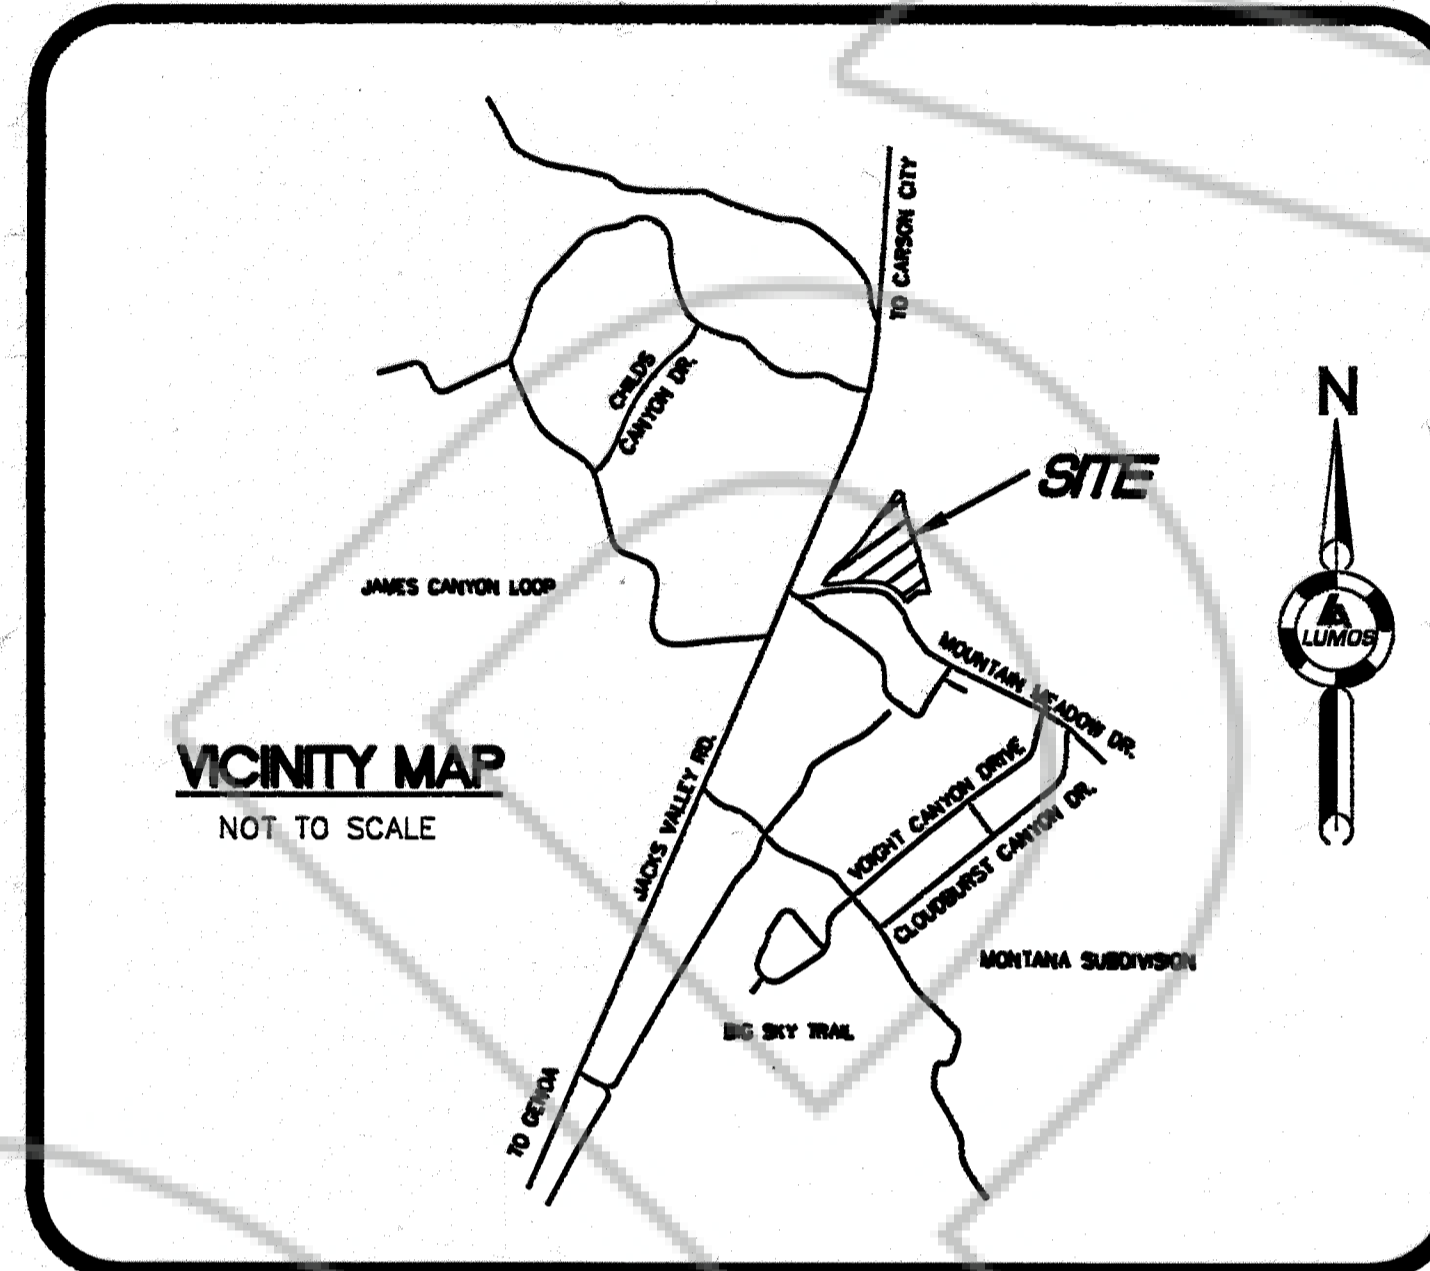 TO CARSON CITY
CHILDS
CANYON DR.
N
SITE
JAMES CANYON LOOP
LUMOS
MOUNTAIN MEADOW DR.
VICINITY MAP
NOT TO SCALE
JACKS VALLEY RD.
VOIGHT CANYON DRIVE
CLOUDBURST CANYON DR.
MONTANA SUBDIVISION
BIG SKY TRAIL
TO GENOA